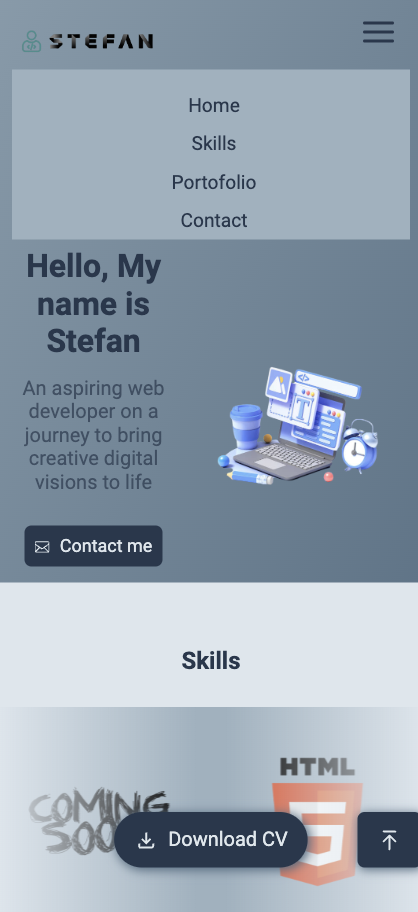 STEFAN
Home
Skills
Portofolio
Contact
Hello, My
name is
Stefan
An aspiring web
developer on a
journey to bring
creative digital
visions to life
T
Contact me
Skills
HTML
5
COMING
SOO
Download CV